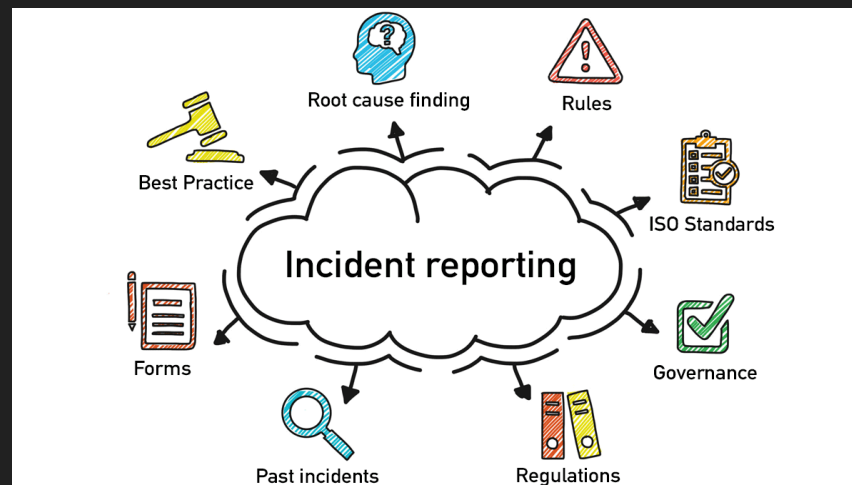 Root cause finding
Rules
Best Practice
ISO Standards
Incident reporting
Forms
Governance
Past incidents
Regulations